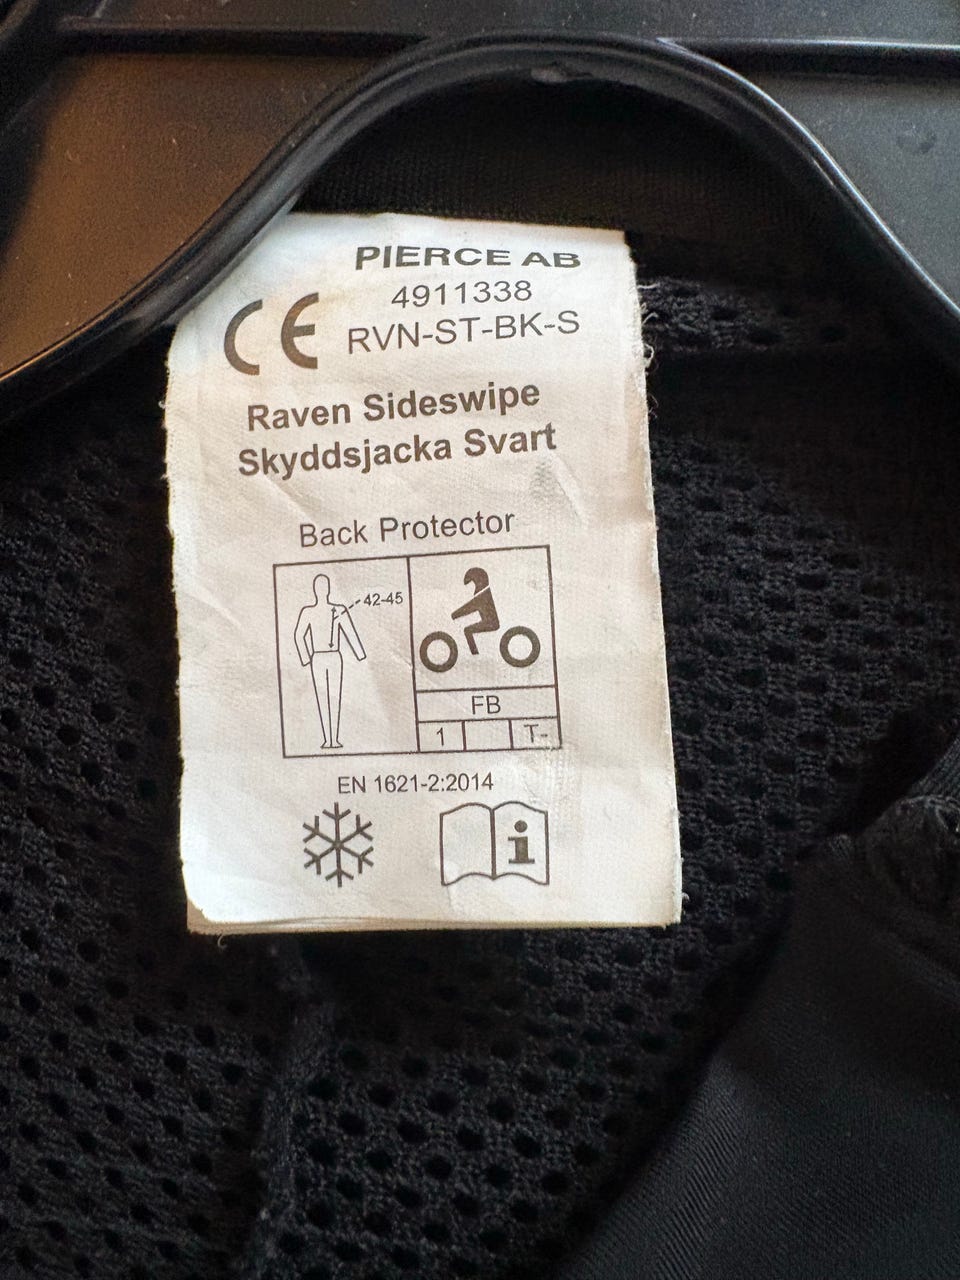 PIERCE AB
4911338
CE
RVN-ST-BK-S
Raven Sideswipe
Skyddsjacka Svart
Back Protector
42-45
FB
1 T-
EN 1621-2:2014
i